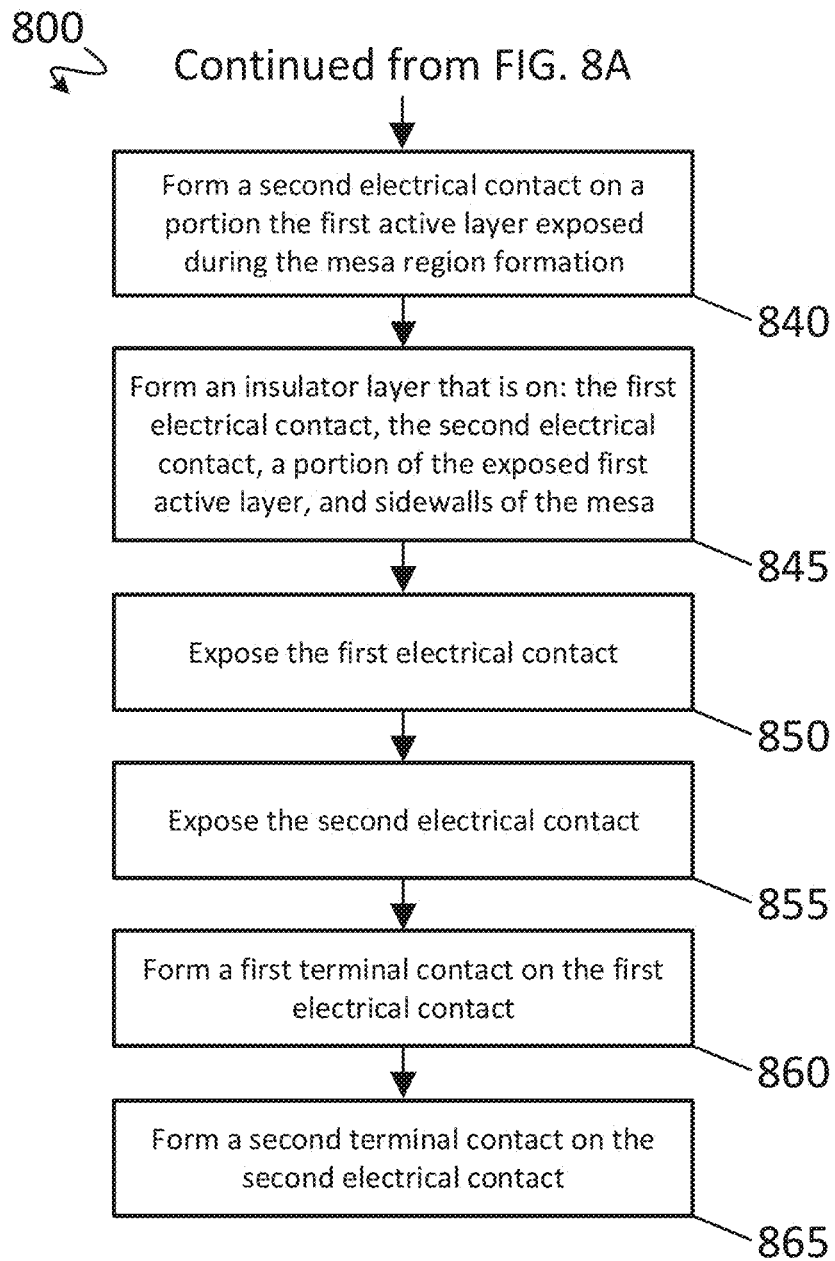 800
Continued from FIG. 8A
Form a second electrical contact on a
portion the first active layer exposed
during the mesa region formation
840
Form an insulator layer that is on: the first
electrical contact, the second electrical
contact, a portion of the exposed first
active layer, and sidewalls of the mesa
845
Expose the first electrical contact
850
Expose the second electrical contact
855
Form a first terminal contact on the first
electrical contact
860
Form a second terminal contact on the
second electrical contact
865